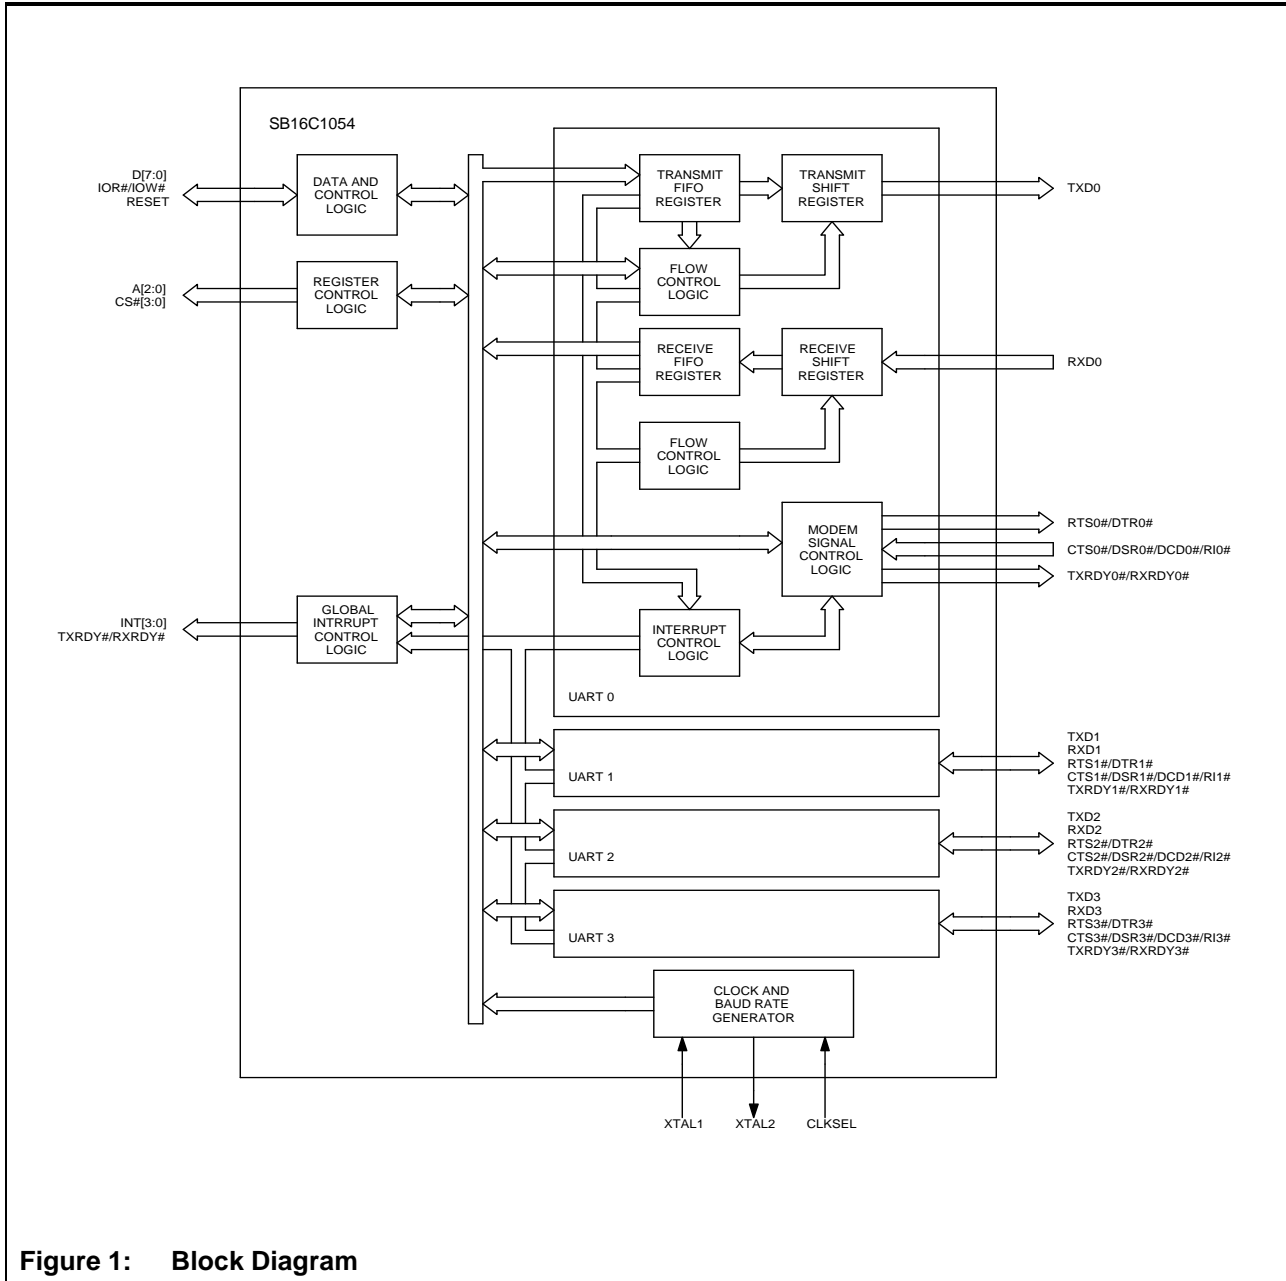 SB16C1054
D[7:0]
IOR#/IOW#
RESET
DATA AND
CONTROL
LOGIC
TRANSMIT
FIFO
REGISTER
TRANSMIT
SHIFT
REGISTER
TXD0
A[2:0]
CS#[3:0]
REGISTER
CONTROL
LOGIC
FLOW
CONTROL
LOGIC
RECEIVE
FIFO
REGISTER
RECEIVE
SHIFT
REGISTER
RXD0
FLOW
CONTROL
LOGIC
MODEM
SIGNAL
CONTROL
LOGIC
RTS0#/DTR0#
CTS0#/DSR0#/DCD0#/RI0#
TXRDY0#/RXRDY0#
INT[3:0]
TXRDY#/RXRDY#
GLOBAL
INTRRUPT
CONTROL
LOGIC
INTERRUPT
CONTROL
LOGIC
UART 0
UART 1
TXD1
RXD1
RTS1#/DTR1#
CTS1#/DSR1#/DCD1#/RI1#
TXRDY1#/RXRDY1#
UART 2
TXD2
RXD2
RTS2#/DTR2#
CTS2#/DSR2#/DCD2#/RI2#
TXRDY2#/RXRDY2#
UART 3
TXD3
RXD3
RTS3#/DTR3#
CTS3#/DSR3#/DCD3#/RI3#
TXRDY3#/RXRDY3#
CLOCK AND
BAUD RATE
GENERATOR
XTAL1 XTAL2 CLKSEL
Figure 1: Block Diagram